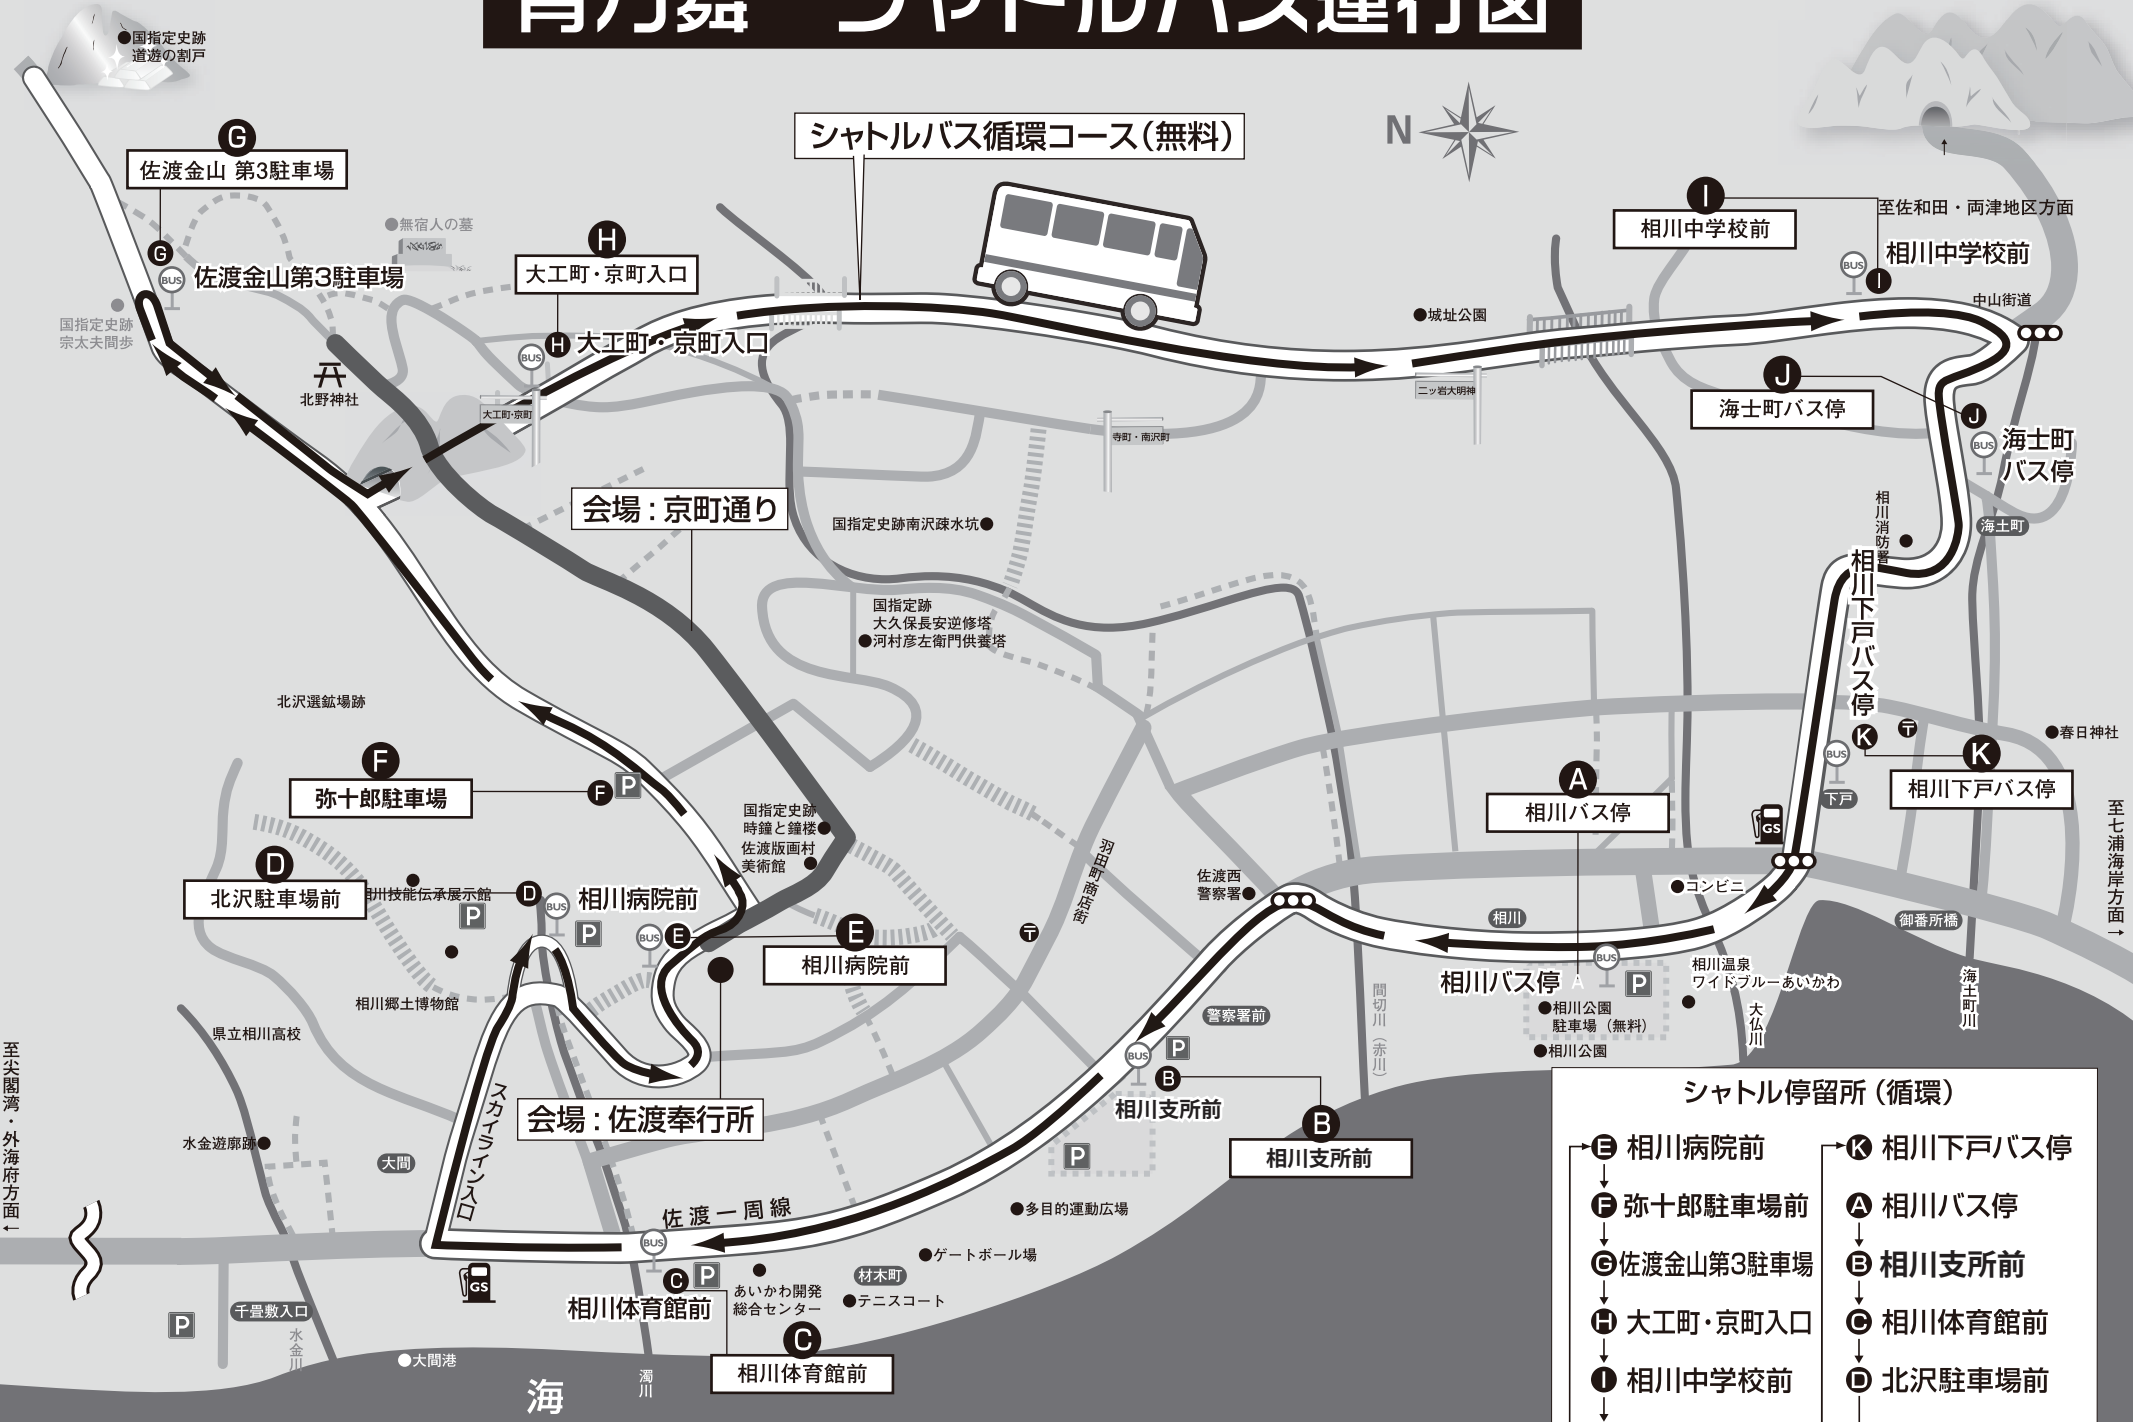 宵乃舞 シャトルバス運行図
国指定史跡
道遊の割戸
G
佐渡金山 第3駐車場
G
BUS
佐渡金山第3駐車場
国指定史跡
宗太夫間歩
無宿人の墓
北野神社
H
大工町・京町入口
BUS
H
大工町・京町入口
大工町・京町
シャトルバス循環コース(無料)
N
城址公園
二ッ岩大明神
寺町・南沢町
I
相川中学校前
至佐和田・両津地区方面
相川中学校前
BUS
I
中山街道
J
海士町バス停
J
BUS
海士町
バス停
海士町
相川消防署
相川下戸バス停
会場:京町通り
国指定史跡南沢疎水坑
国指定跡
大久保長安逆修塔
河村彦左衛門供養塔
北沢選鉱場跡
F
弥十郎駐車場
F
P
国指定史跡
時鐘と鐘楼
佐渡版画村
美術館
D
北沢駐車場前
相川技能伝承展示館
D
BUS
相川病院前
P
P
BUS
E
E
相川病院前
相川郷土博物館
県立相川高校
至尖閣湾・外海府方面↓
スカイライン入口
会場:佐渡奉行所
水金遊廓跡
大間
羽田町商店街
〒
佐渡西
警察署
警察署前
A
相川バス停
相川
相川バス停
A
BUS
P
相川公園
駐車場(無料)
相川公園
コンビニ
相川温泉
ワイドブルーあいかわ
GS
K
BUS
〒
K
相川下戸バス停
下戸
春日神社
至七浦海岸方面→
御番所橋
海士町川
大仏川
間切川(赤川)
P
BUS
B
相川支所前
B
相川支所前
P
多目的運動広場
ゲートボール場
材木町
テニスコート
佐渡一周線
BUS
P
C
相川体育館前
あいかわ開発
総合センター
C
相川体育館前
GS
P
千畳敷入口
水金川
大間港
海
濁川
シャトル停留所(循環)
E 相川病院前
F 弥十郎駐車場前
G 佐渡金山第3駐車場
H 大工町・京町入口
I 相川中学校前
K 相川下戸バス停
A 相川バス停
B 相川支所前
C 相川体育館前
D 北沢駐車場前